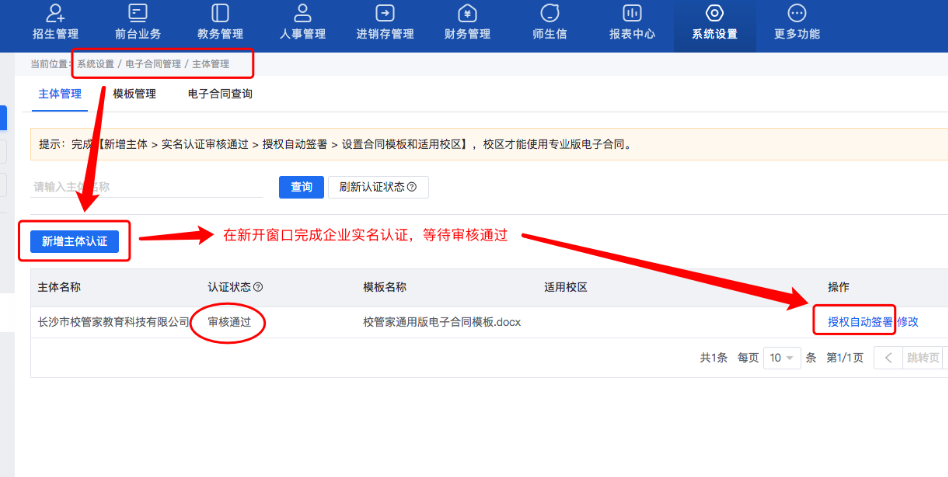 招生管理 前台业务 教务管理 人事管理 进销存管理 财务管理 师生信 报表中心 系统设置 更多功能
当前位置: 系统设置 / 电子合同管理 / 主体管理
主体管理 模板管理 电子合同查询
提示: 完成【新增主体 > 实名认证审核通过 > 授权自动签署 > 设置合同模板和适用校区】, 校区才能使用专业版电子合同。
请输入主体名称 查询 刷新认证状态
新增主体认证 在新开窗口完成企业实名认证, 等待审核通过
主体名称 认证状态 模板名称 适用校区 操作
长沙市校管家教育科技有限公司 审核通过 校管家通用版电子合同模板.docx 授权自动签署 修改
共1条 每页 10 条 第1/1页 跳转页